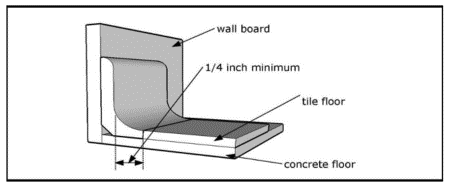 wall board
1/4 inch minimum
tile floor
concrete floor